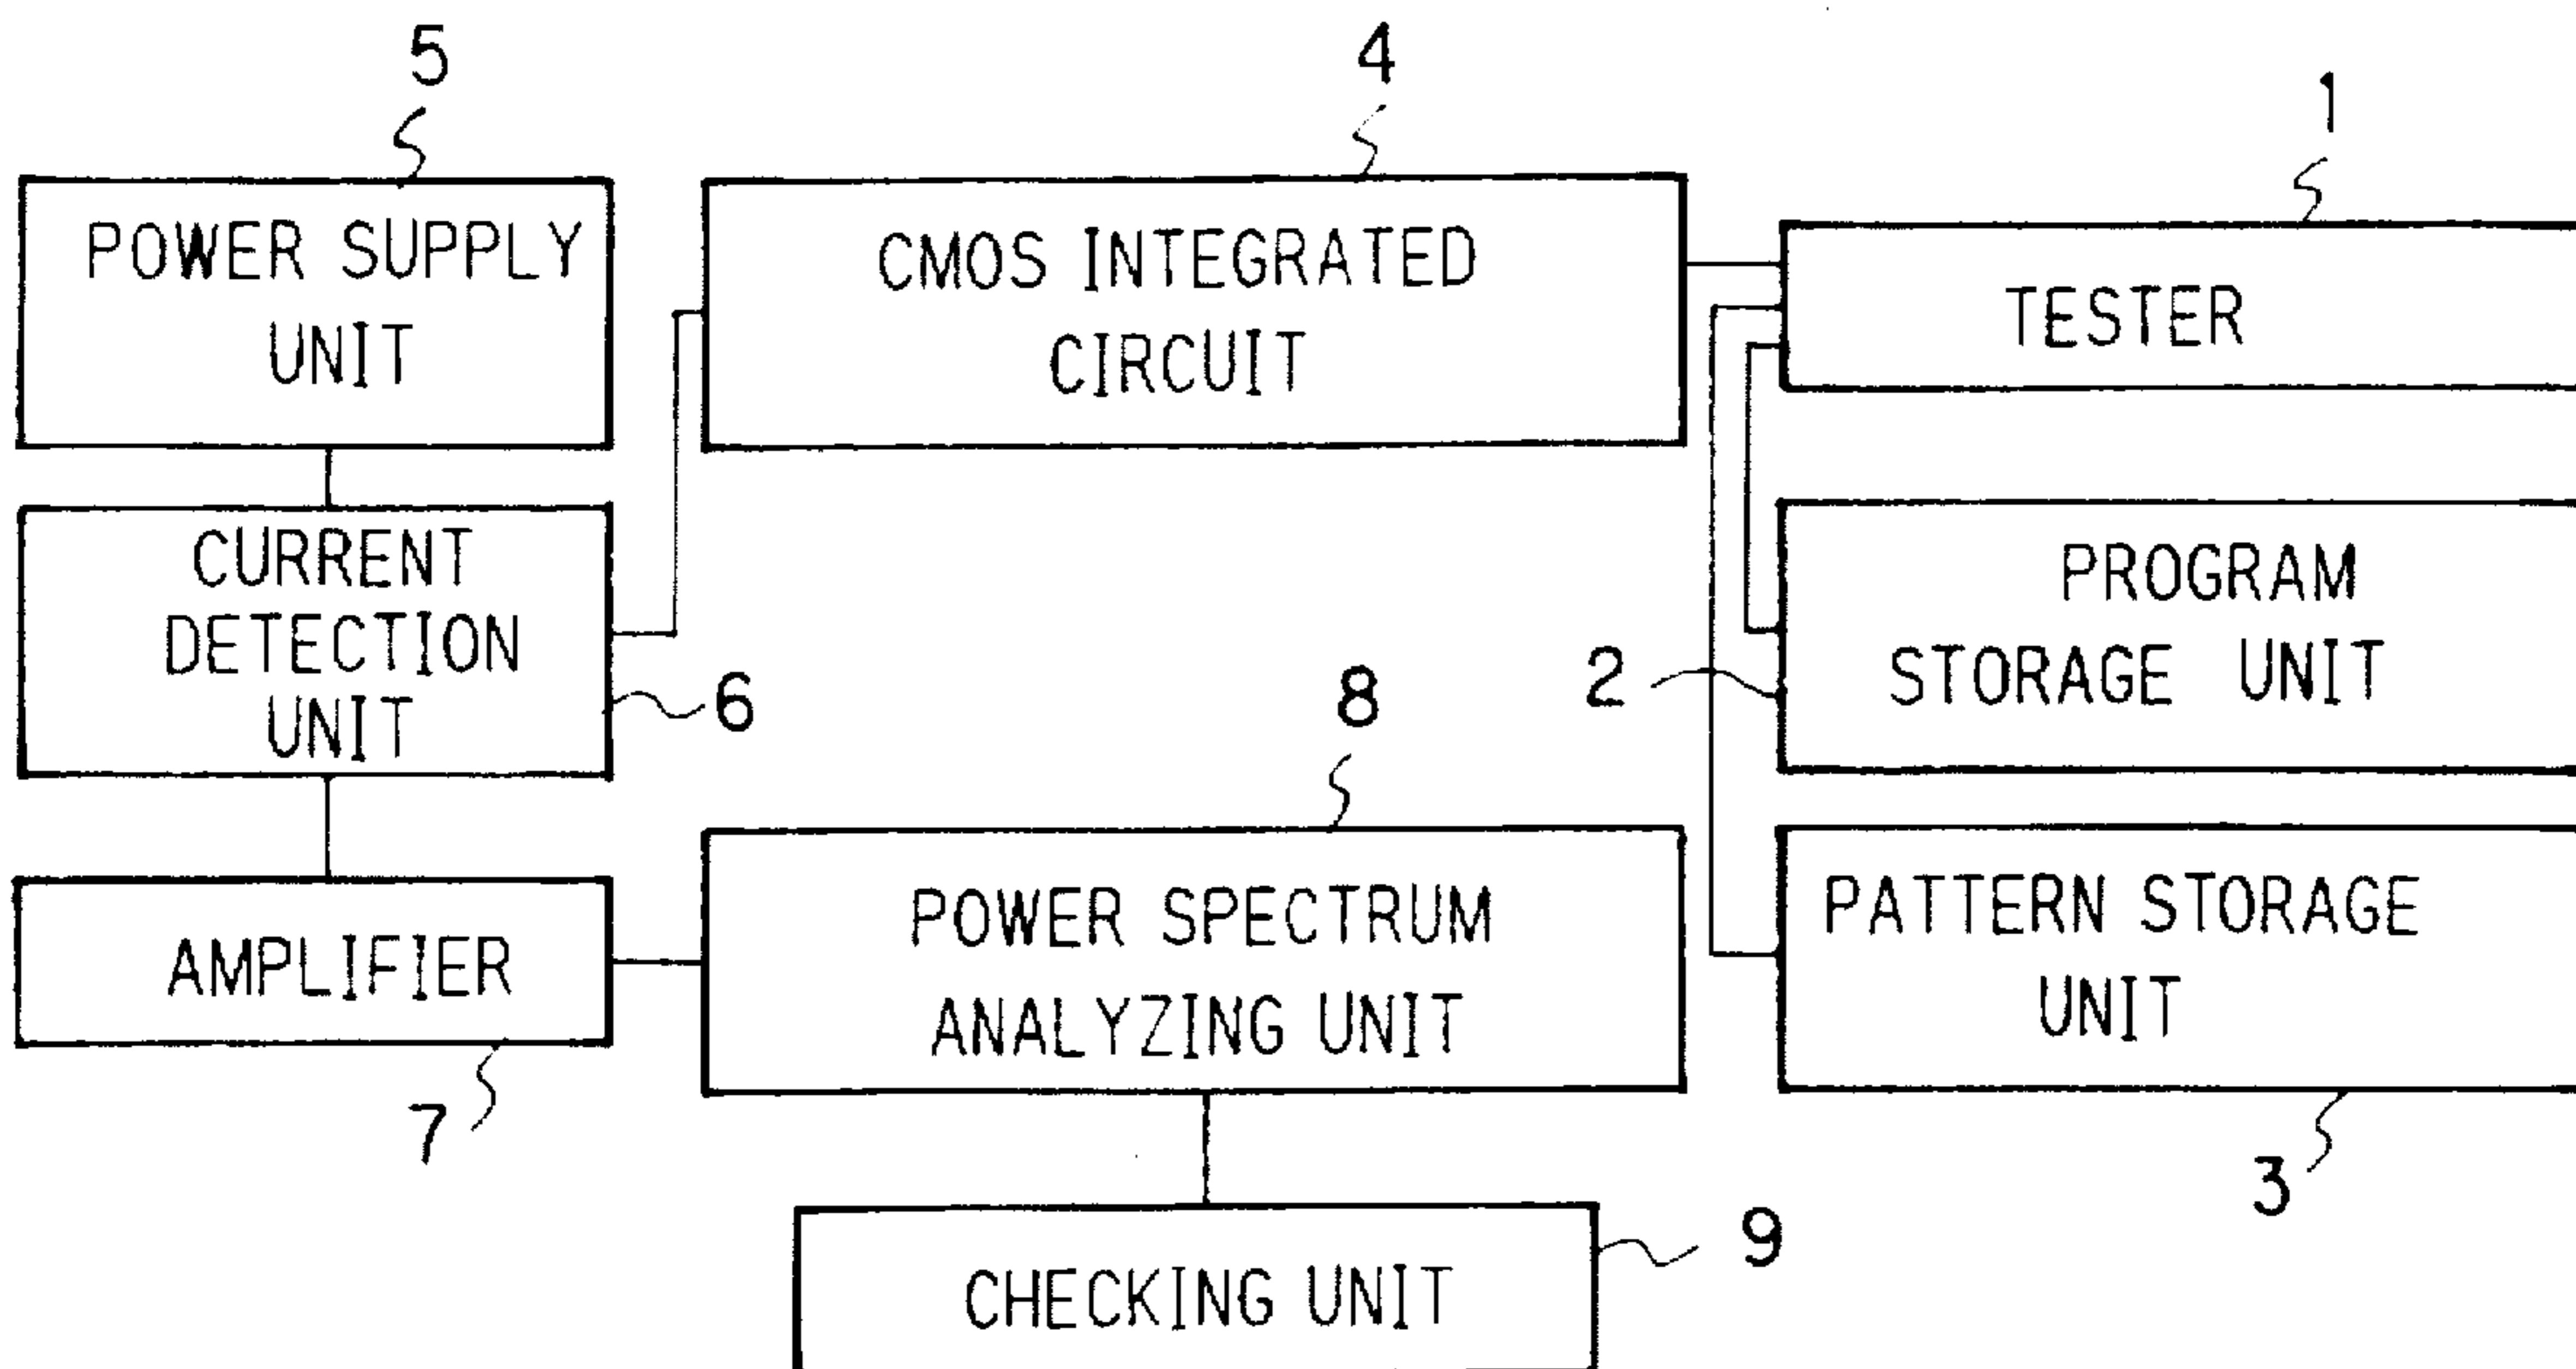 5
4
1
POWER SUPPLY
UNIT
CMOS INTEGRATED
CIRCUIT
TESTER
CURRENT
DETECTION
UNIT
6
2
PROGRAM
STORAGE UNIT
8
AMPLIFIER
7
POWER SPECTRUM
ANALYZING UNIT
PATTERN STORAGE
UNIT
3
CHECKING UNIT
9